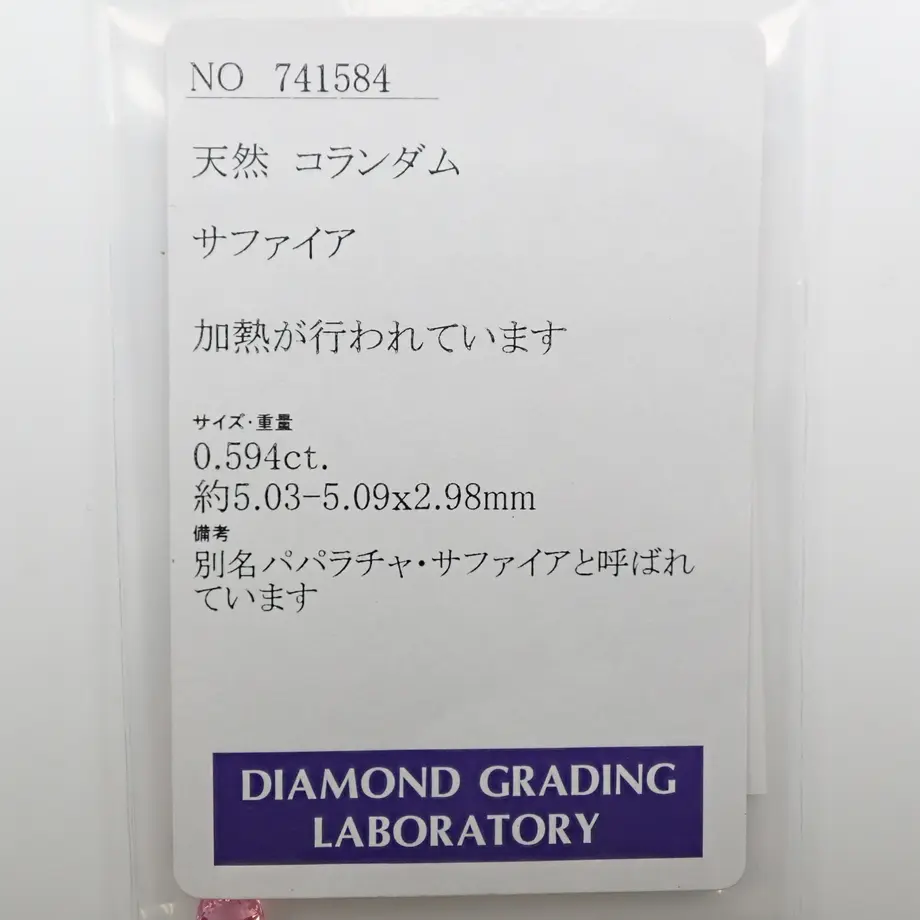 NO 741584
天然 コランダム
サファイア
加熱が行われています
サイズ・重量
0.594ct.
約5.03-5.09x2.98mm
備考
別名パパラチャ・サファイアと呼ばれ
ています
DIAMOND GRADING
LABORATORY